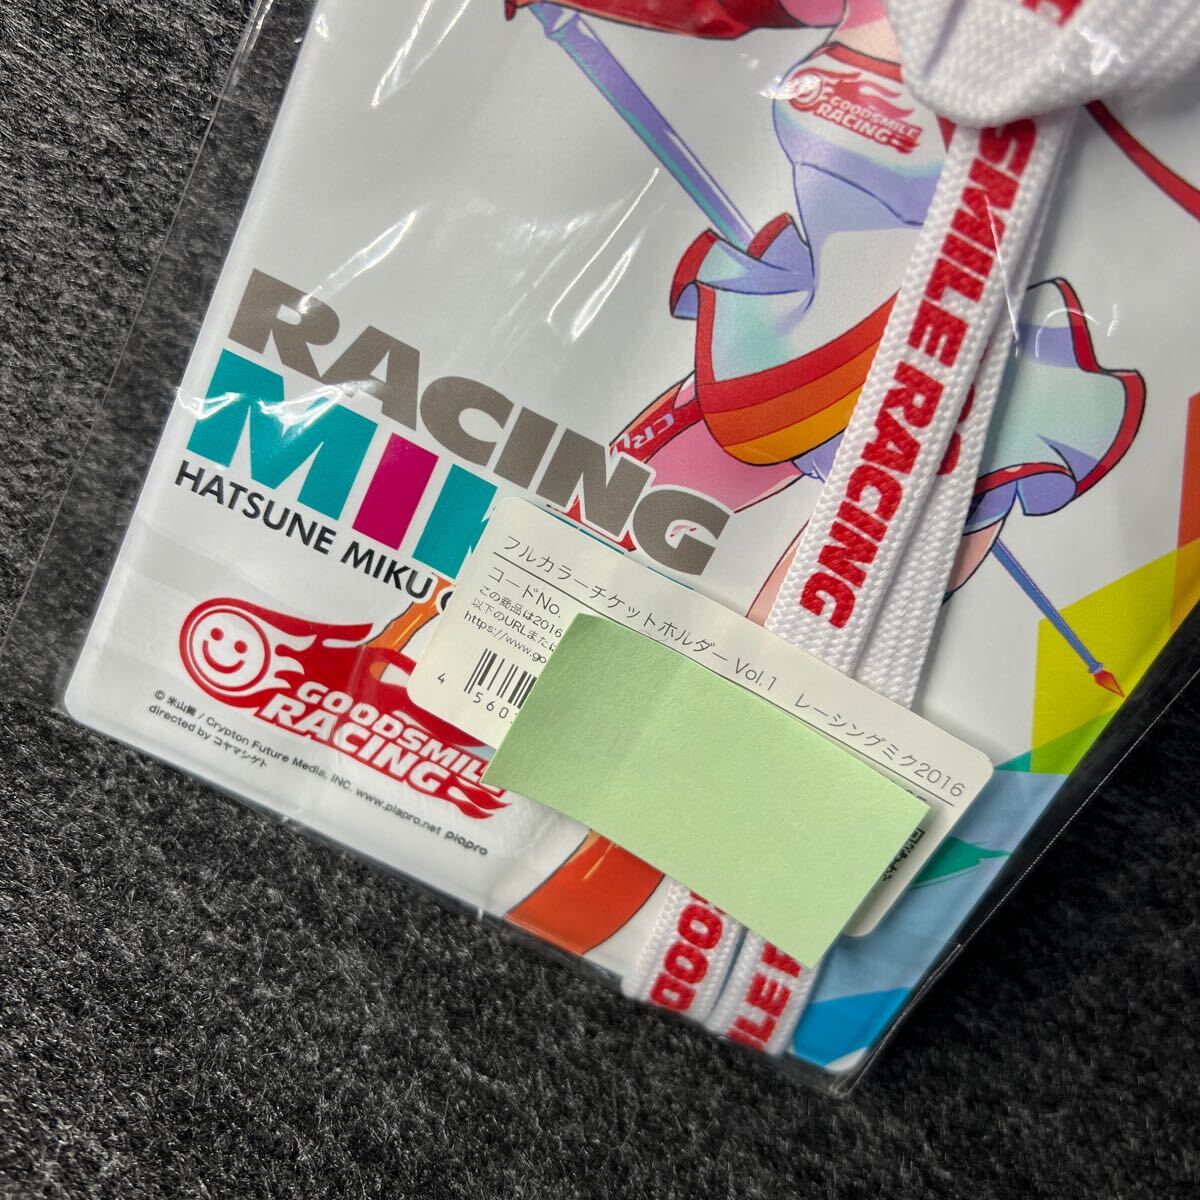 GOODSMILE
RACING
SMILE RACING
CRY
RACING
HATSUNE MIKU
GOODSMILE
RACING
© 米山舞 / Crypton Future Media, INC. www.piapro.net piapro
directed by コヤマシゲト
フルカラーチケットホルダー Vol.1 レーシングミク2016
コードNo.
この商品は2016
以下のURLまたは
https://www.go
4 560
GOOD